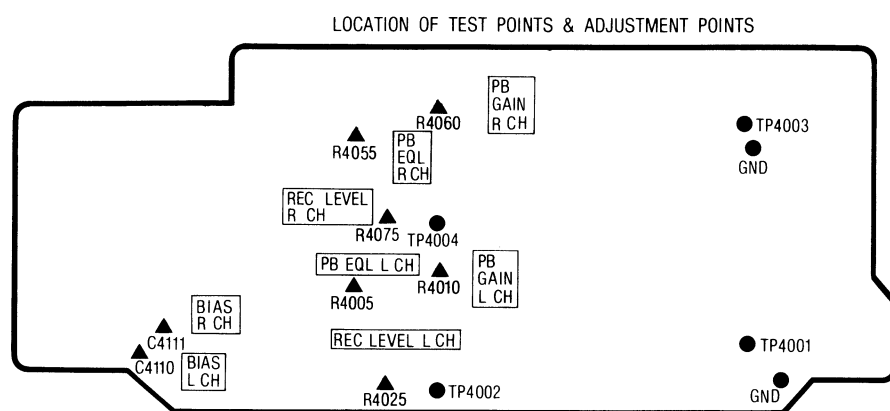 LOCATION OF TEST POINTS & ADJUSTMENT POINTS
PB
GAIN
R CH
R4060
TP4003
R4055
PB
EQL
R CH
GND
REC LEVEL
R CH
R4075
TP4004
PB EQL L CH
R4005
R4010
PB
GAIN
L CH
BIAS
R CH
C4111
REC LEVEL L CH
TP4001
C4110
BIAS
L CH
R4025
TP4002
GND